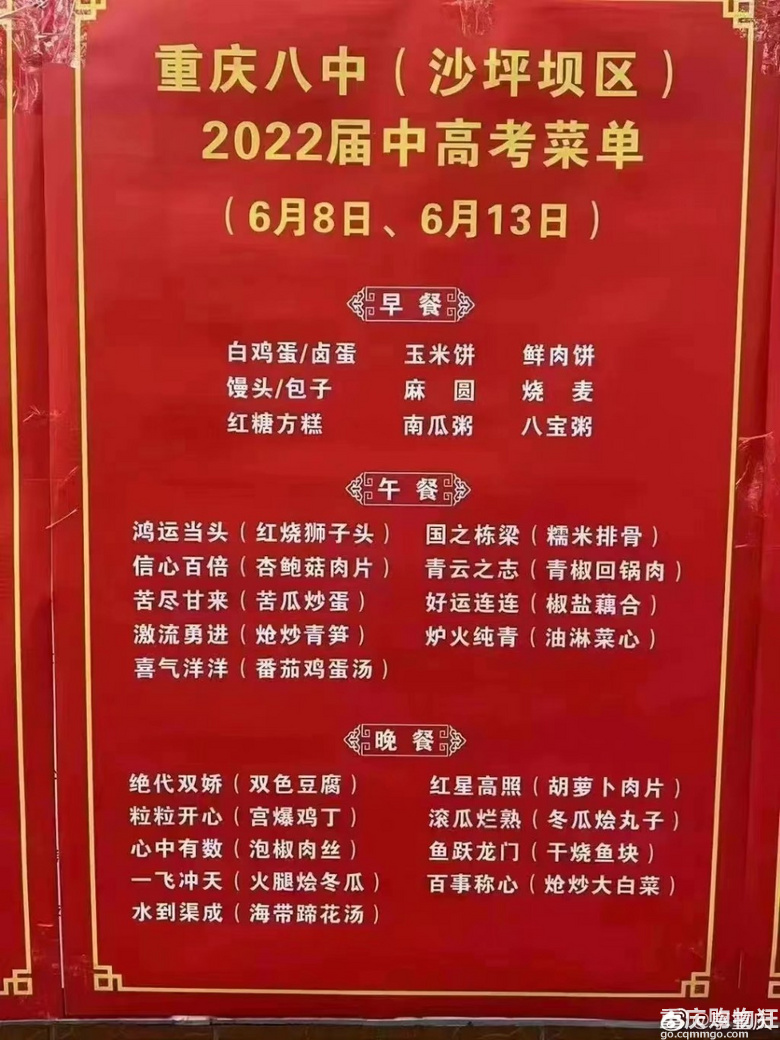 重庆八中（沙坪坝区）
2022届中高考菜单
（6月8日、6月13日）
早餐
白鸡蛋/卤蛋 玉米饼 鲜肉饼
馒头/包子 麻圆 烧麦
红糖方糕 南瓜粥 八宝粥
午餐
鸿运当头（红烧狮子头） 国之栋梁（糯米排骨）
信心百倍（杏鲍菇肉片） 青云之志（青椒回锅肉）
苦尽甘来（苦瓜炒蛋） 好运连连（椒盐藕合）
激流勇进（炝炒青笋） 炉火纯青（油淋菜心）
喜气洋洋（番茄鸡蛋汤）
晚餐
绝代双娇（双色豆腐） 红星高照（胡萝卜肉片）
粒粒开心（宫爆鸡丁） 滚瓜烂熟（冬瓜烩丸子）
心中有数（泡椒肉丝） 鱼跃龙门（干烧鱼块）
一飞冲天（火腿烩冬瓜） 百事称心（炝炒大白菜）
水到渠成（海带蹄花汤）
购物狂
go.cqmmgo.com